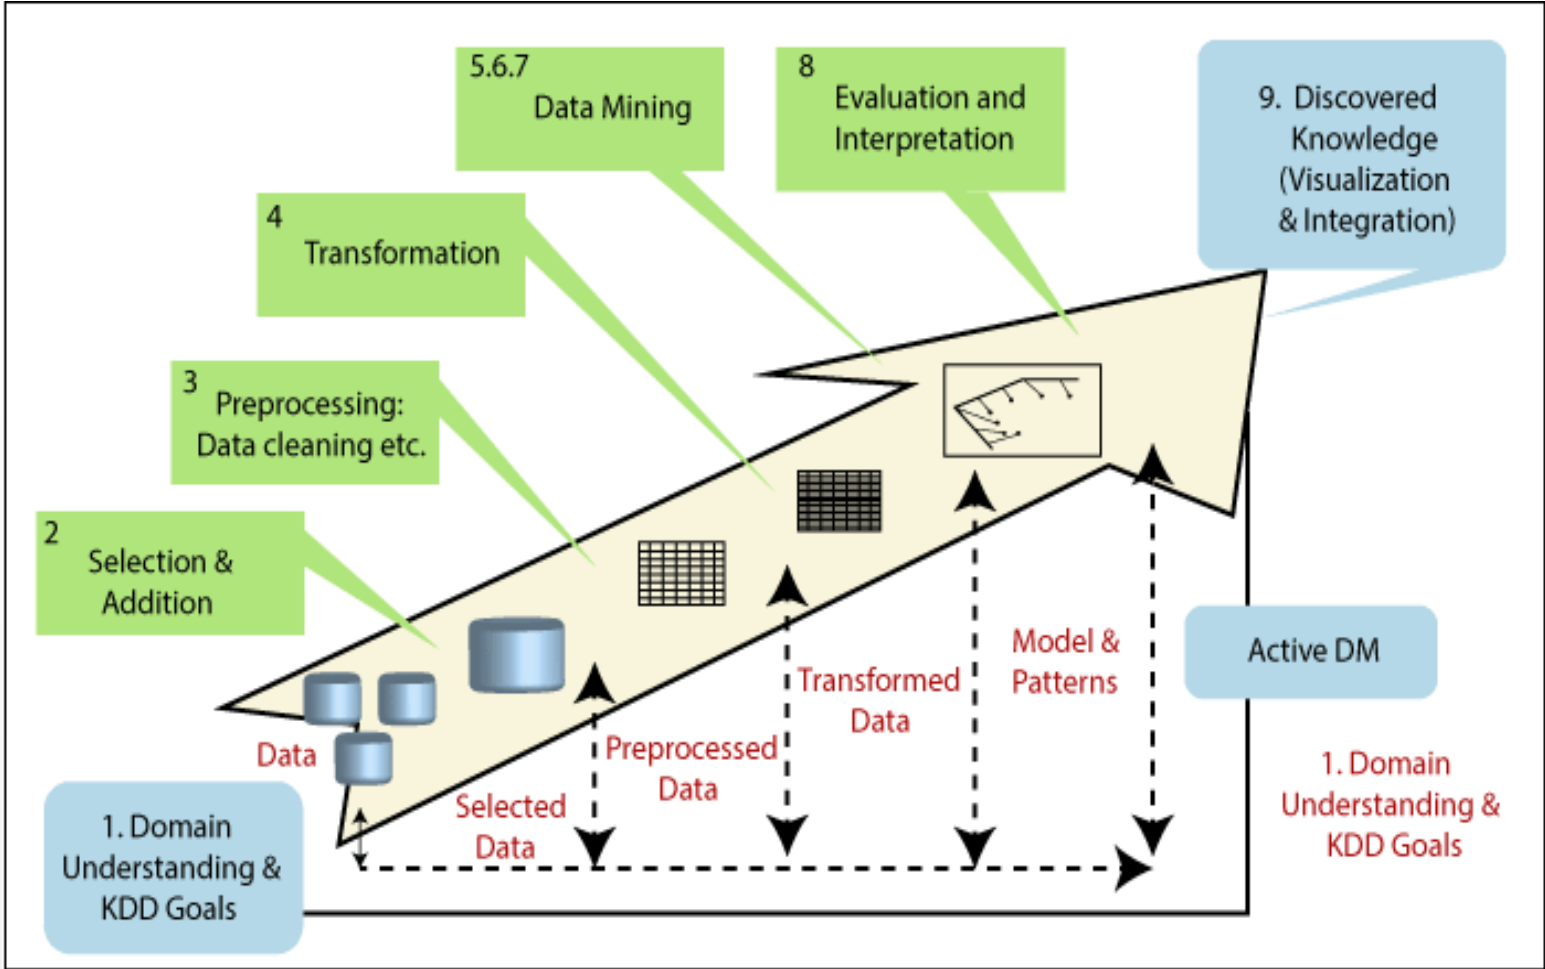 5.6.7
Data Mining
8
Evaluation and
Interpretation
9. Discovered
Knowledge
(Visualization
& Integration)
4
Transformation
3
Preprocessing:
Data cleaning etc.
2
Selection &
Addition
Data
1. Domain
Understanding &
KDD Goals
Selected
Data
Preprocessed
Data
Transformed
Data
Model &
Patterns
Active DM
1. Domain
Understanding &
KDD Goals